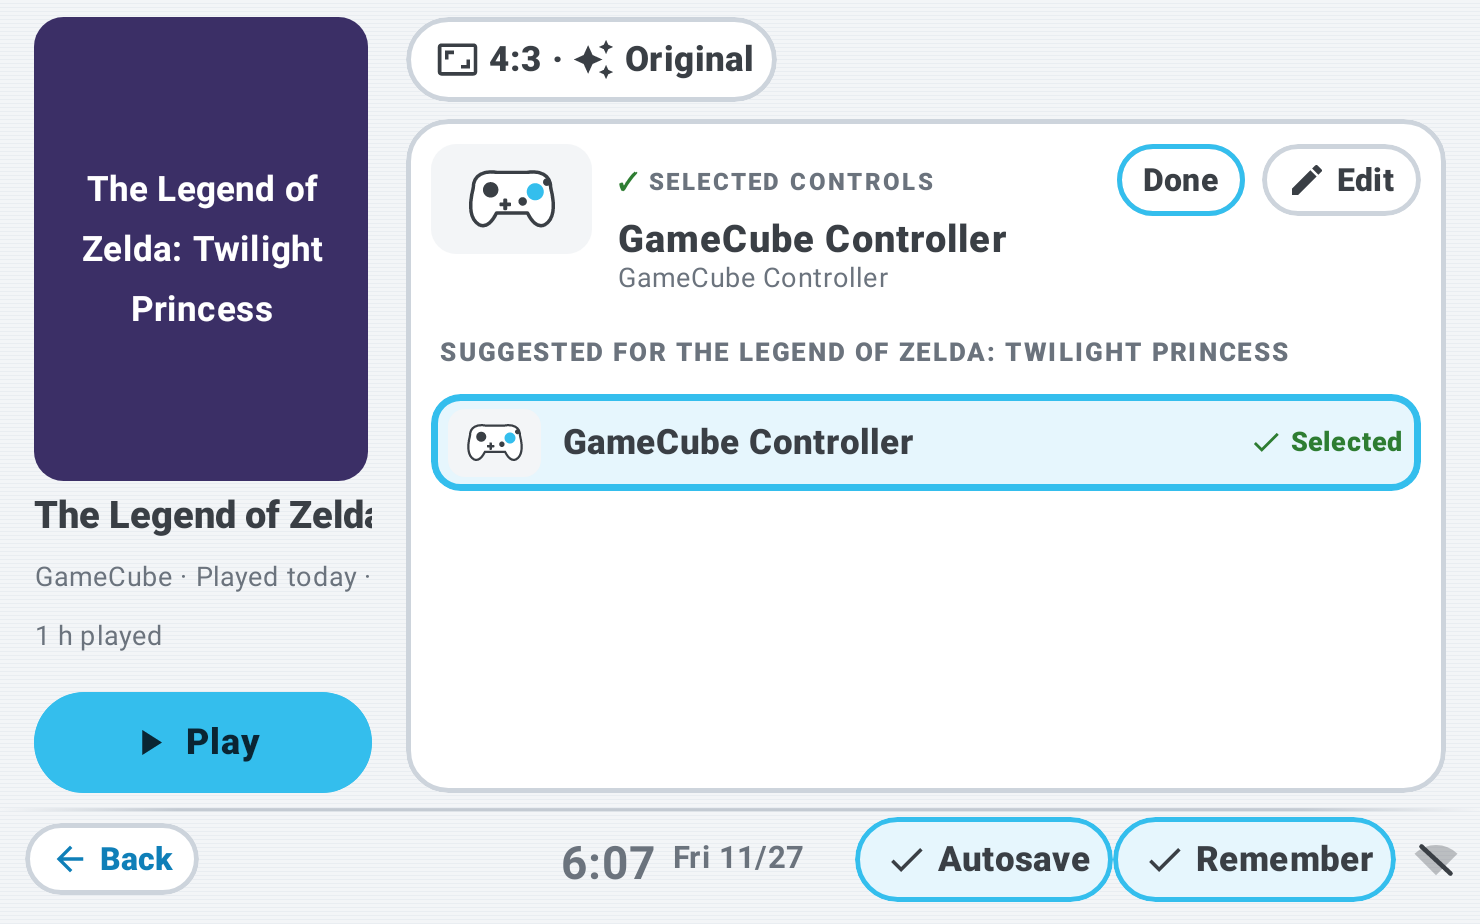 The Legend of
Zelda: Twilight
Princess
The Legend of Zelda
GameCube · Played today ·
1 h played
Play
4:3 · Original
✓ SELECTED CONTROLS
GameCube Controller
GameCube Controller
Done
Edit
SUGGESTED FOR THE LEGEND OF ZELDA: TWILIGHT PRINCESS
GameCube Controller
Selected
Back
6:07 Fri 11/27
Autosave
Remember